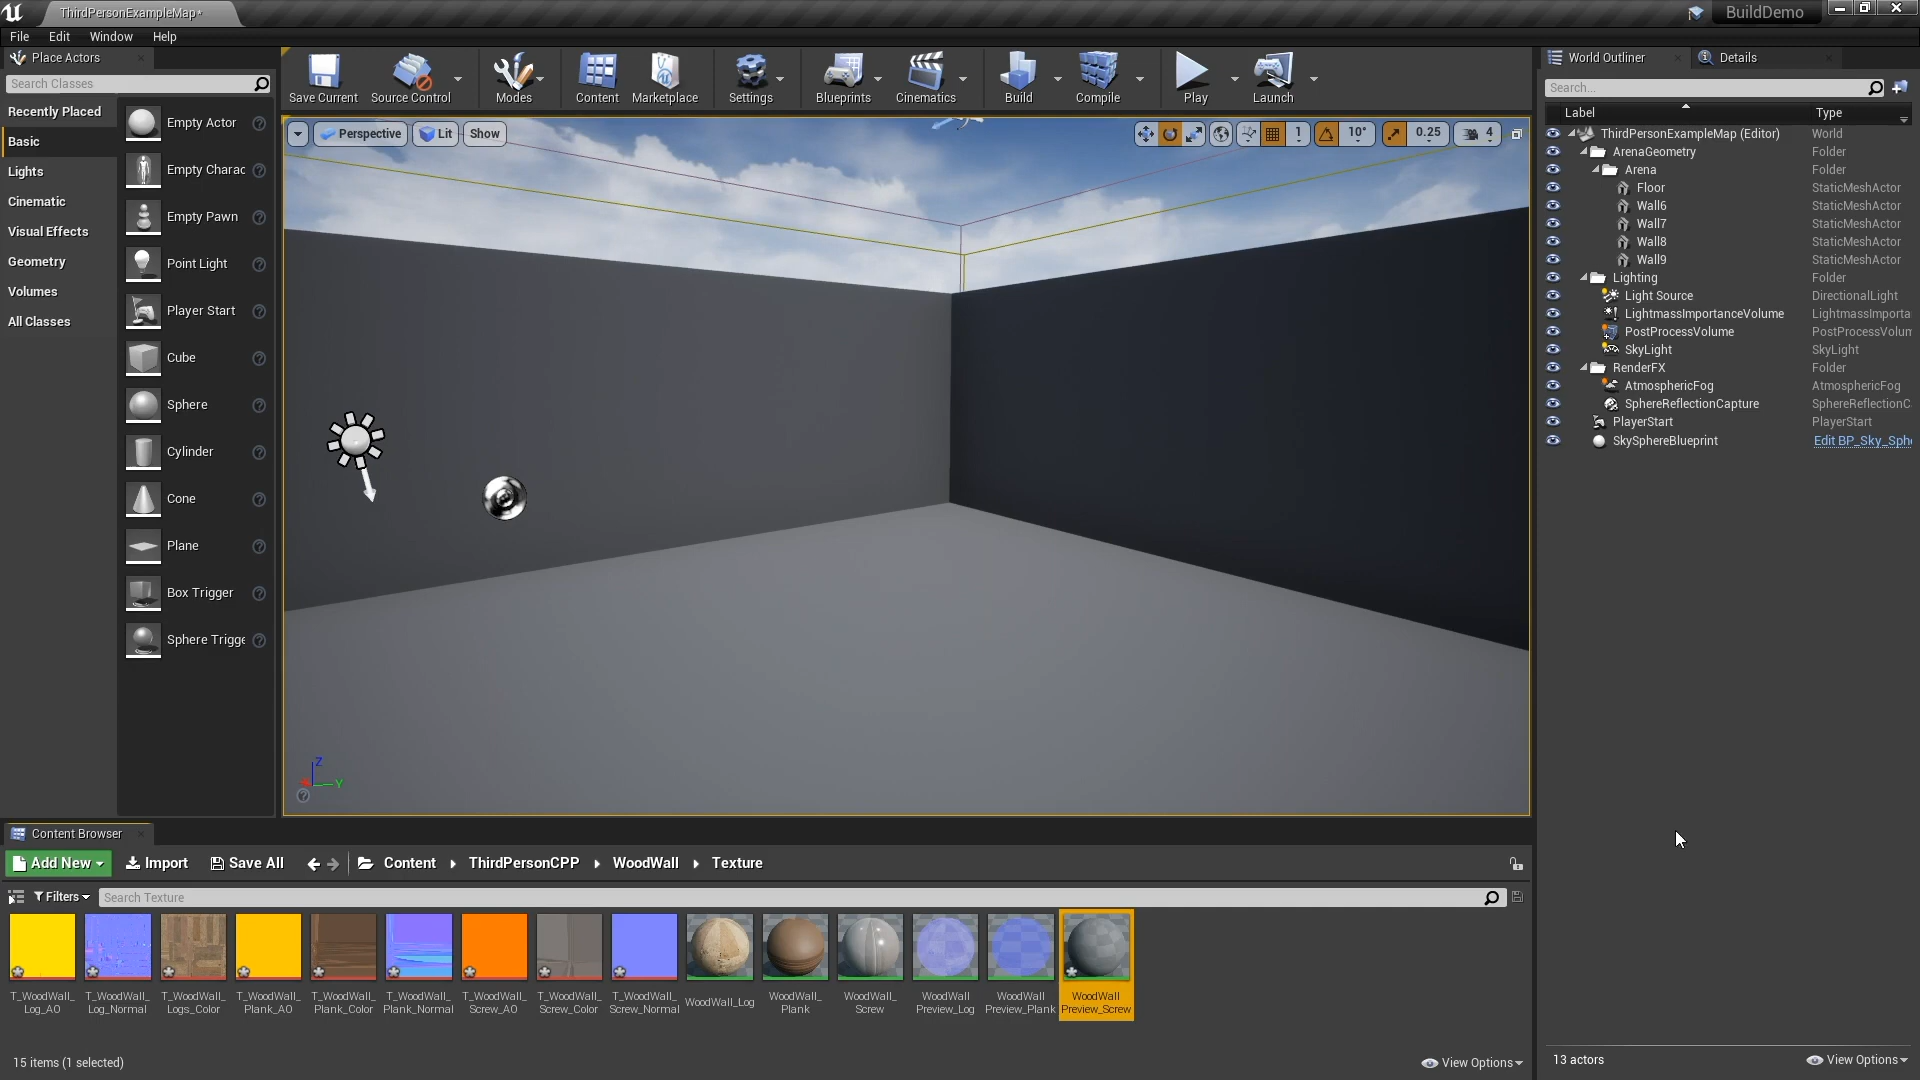 ThirdPersonExampleMap*
BuildDemo
File Edit Window Help
Place Actors
Search Classes
Recently Placed
Basic
Lights
Cinematic
Visual Effects
Geometry
Volumes
All Classes
Empty Actor
Empty Charac
Empty Pawn
Point Light
Player Start
Cube
Sphere
Cylinder
Cone
Plane
Box Trigger
Sphere Trigge
Save Current
Source Control
Modes
Content
Marketplace
Settings
Blueprints
Cinematics
Build
Compile
Play
Launch
Perspective
Lit
Show
1
10°
0.25
4
Z
Y
World Outliner
Details
Search...
Label Type
ThirdPersonExampleMap (Editor) World
ArenaGeometry Folder
Arena Folder
Floor StaticMeshActor
Wall6 StaticMeshActor
Wall7 StaticMeshActor
Wall8 StaticMeshActor
Wall9 StaticMeshActor
Lighting Folder
Light Source DirectionalLight
LightmassImportanceVolume LightmassImporta
PostProcessVolume PostProcessVolum
SkyLight SkyLight
RenderFX Folder
AtmosphericFog AtmosphericFog
SphereReflectionCapture SphereReflectionC
PlayerStart PlayerStart
SkySphereBlueprint Edit BP_Sky_Sph
13 actors
View Options
Content Browser
Add New
Import
Save All
Content
ThirdPersonCPP
WoodWall
Texture
Filters
Search Texture
T_WoodWall_
Log_AO
T_WoodWall_
Log_Normal
T_WoodWall_
Logs_Color
T_WoodWall_
Plank_AO
T_WoodWall_
Plank_Color
T_WoodWall_
Plank_Normal
T_WoodWall_
Screw_AO
T_WoodWall_
Screw_Color
T_WoodWall_
Screw_Normal
WoodWall_Log
WoodWall_
Plank
WoodWall_
Screw
WoodWall
Preview_Log
WoodWall
Preview_Plank
WoodWall
Preview_Screw
15 items (1 selected)
View Options